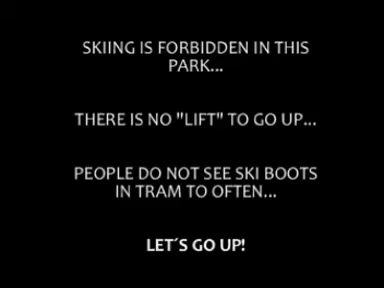 SKIING IS FORBIDDEN IN THIS
PARK...
THERE IS NO "LIFT" TO GO UP...
PEOPLE DO NOT SEE SKI BOOTS
IN TRAM TO OFTEN...
LET´S GO UP!